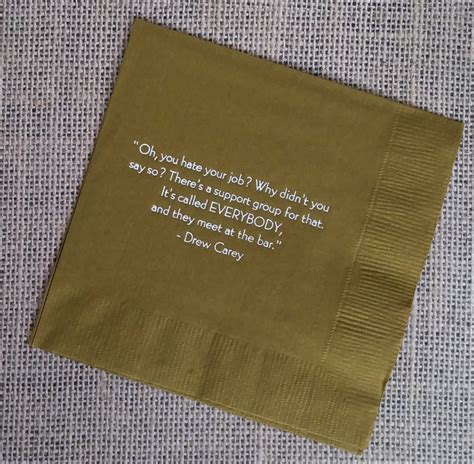 "Oh, you hate your job? Why didn't you
say so? There's a support group for that.
It's called EVERYBODY,
and they meet at the bar."
- Drew Carey